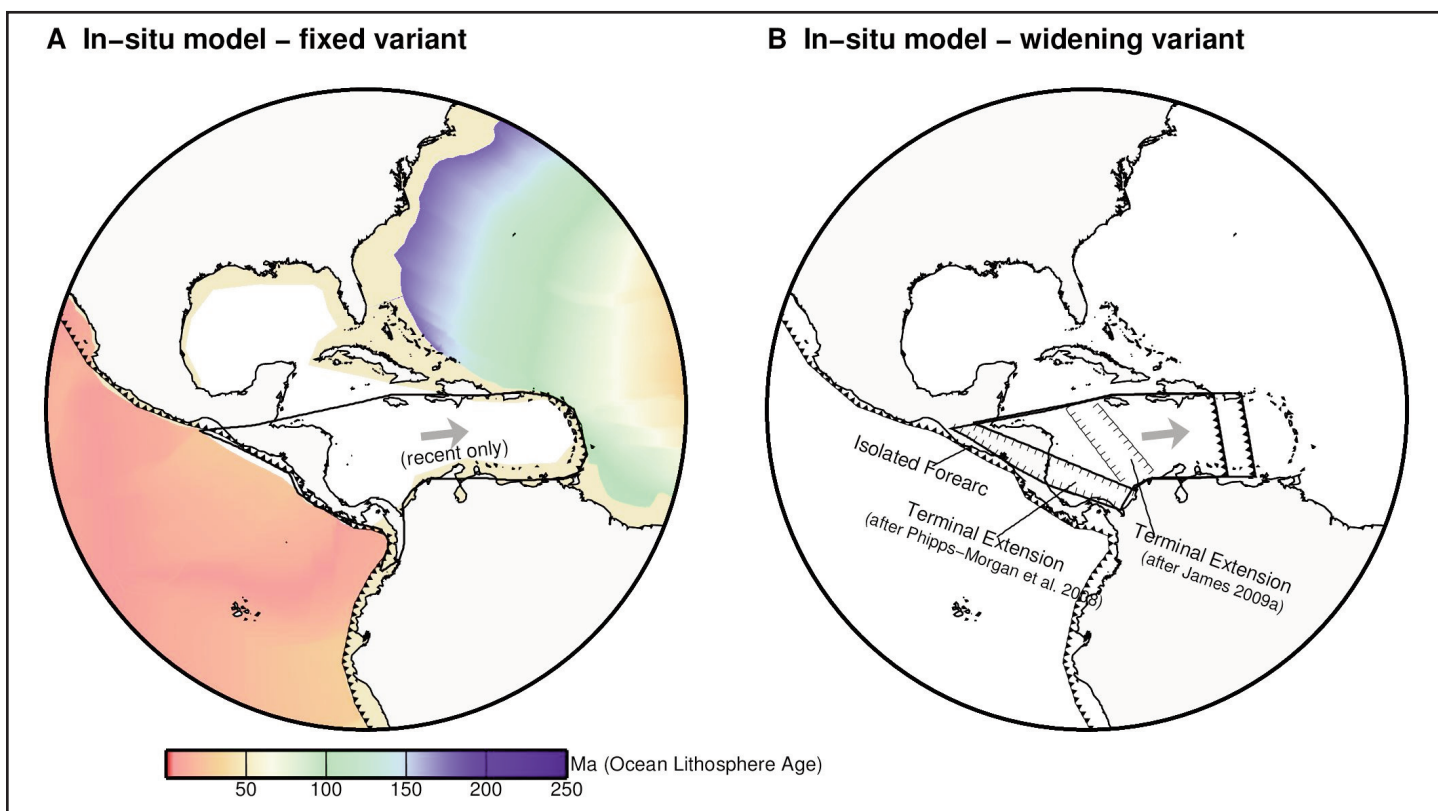 A In−situ model − fixed variant
B In−situ model − widening variant
(recent only)
Isolated Forearc
Terminal Extension
(after Phipps−Morgan et al. 2008)
Terminal Extension
(after James 2009a)
Ma (Ocean Lithosphere Age)
50 100 150 200 250